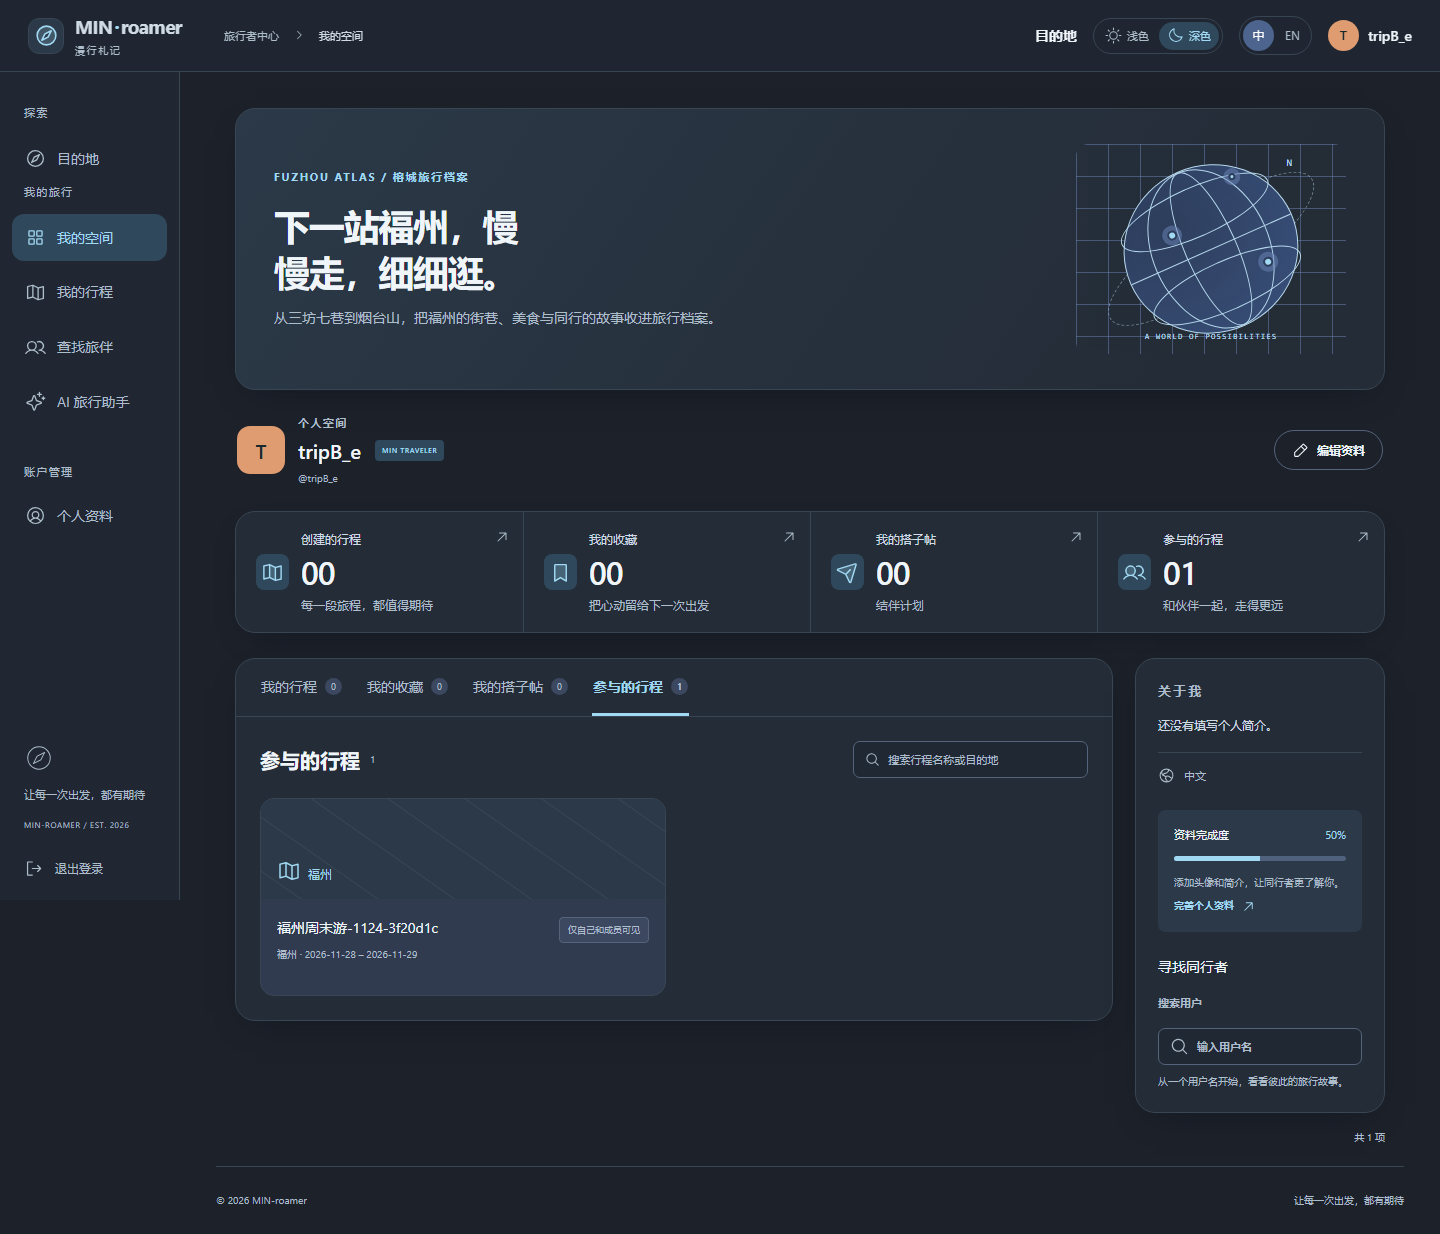 MIN·roamer
漫行札记
旅行者中心
我的空间
目的地
浅色
深色
中
EN
T
tripB_e
探索
目的地
我的旅行
我的空间
我的行程
查找旅伴
AI 旅行助手
账户管理
个人资料
让每一次出发，都有期待
MIN-ROAMER / EST. 2026
退出登录
FUZHOU ATLAS / 榕城旅行档案
下一站福州，慢
慢走，细细逛。
从三坊七巷到烟台山，把福州的街巷、美食与同行的故事收进旅行档案。
N
A WORLD OF POSSIBILITIES
T
个人空间
tripB_e
MIN TRAVELER
@tripB_e
编辑资料
创建的行程
00
每一段旅程，都值得期待
我的收藏
00
把心动留给下一次出发
我的搭子帖
00
结伴计划
参与的行程
01
和伙伴一起，走得更远
我的行程 0
我的收藏 0
我的搭子帖 0
参与的行程 1
参与的行程 1
搜索行程名称或目的地
福州
福州周末游-1124-3f20d1c
仅自己和成员可见
福州 · 2026-11-28 – 2026-11-29
关于我
还没有填写个人简介。
中文
资料完成度
50%
添加头像和简介，让同行者更了解你。
完善个人资料
寻找同行者
搜索用户
输入用户名
从一个用户名开始，看看彼此的旅行故事。
共 1 项
© 2026 MIN-roamer
让每一次出发，都有期待